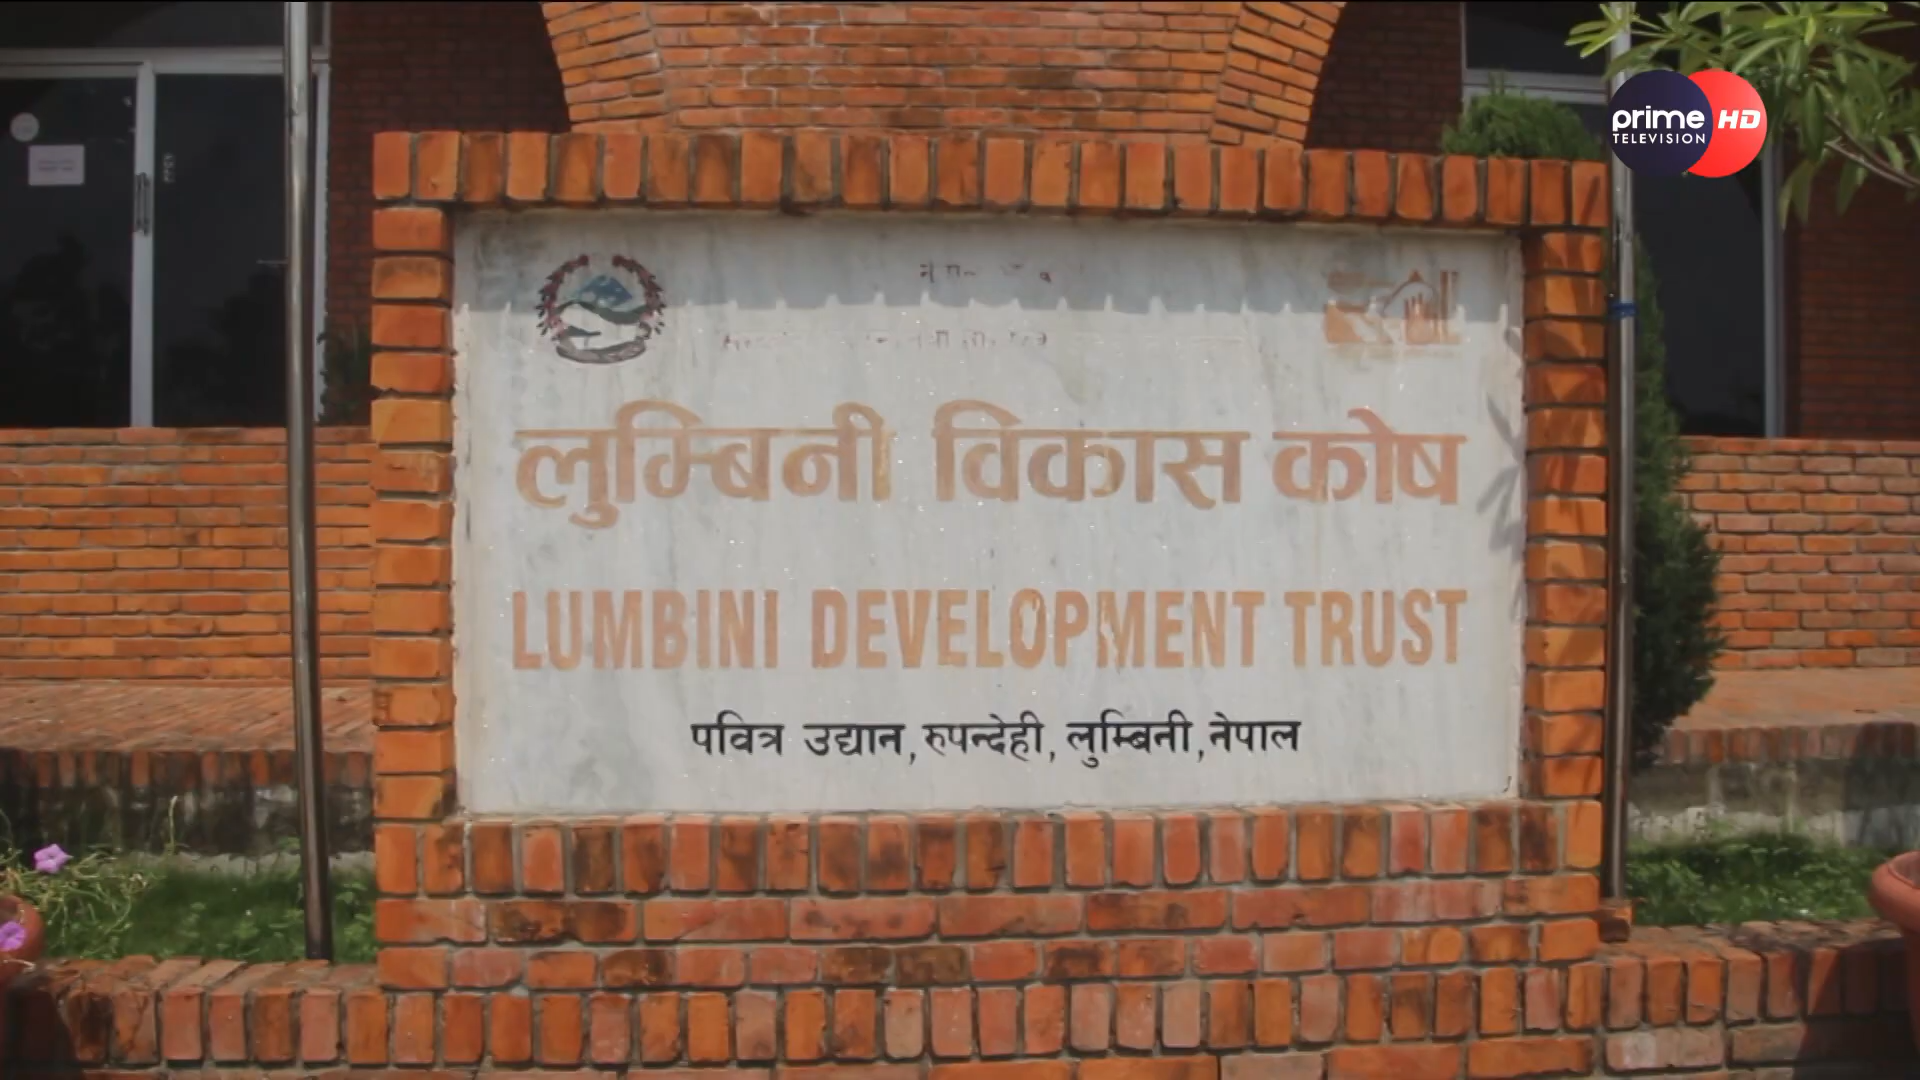 prime HD
TELEVISION
लुम्बिनी विकास कोष
LUMBINI DEVELOPMENT TRUST
पवित्र उद्यान, रुपन्देही, लुम्बिनी, नेपाल